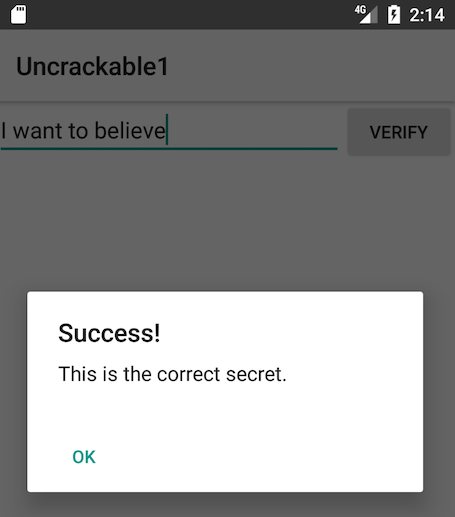 4G 2:14
Uncrackable1
I want to believe VERIFY
Success!
This is the correct secret.
OK